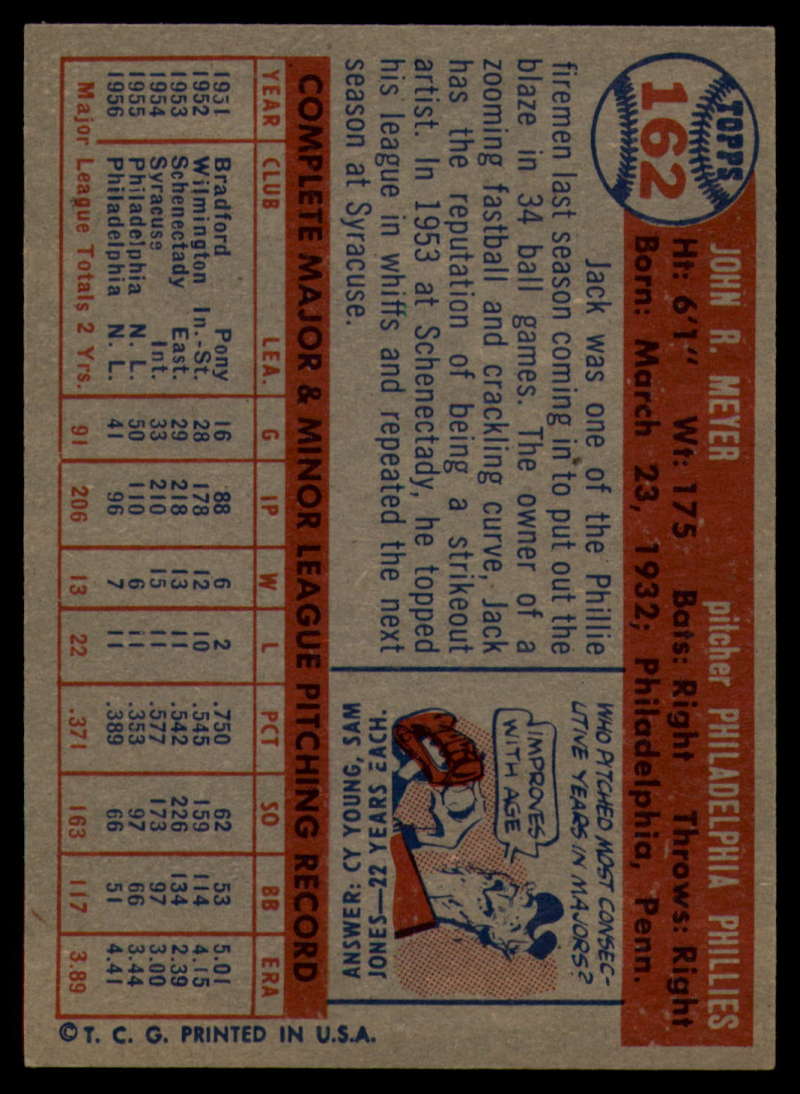 TOPPS
162
JOHN R. MEYER pitcher PHILADELPHIA PHILLIES
Ht: 6'1" Wt: 175 Bats: Right Throws: Right
Born: March 23, 1932; Philadelphia, Penn.
Jack was one of the Phillie
firemen last season coming in to put out the
blaze in 34 ball games. The owner of a
zooming fastball and crackling curve, Jack
has the reputation of being a strikeout
artist. In 1953 at Schenectady, he topped
his league in whiffs and repeated the next
season at Syracuse.
WHO PITCHED MOST CONSEC-
UTIVE YEARS IN MAJORS?
IMPROVES
WITH AGE
ANSWER: CY YOUNG, SAM
JONES—22 YEARS EACH.
COMPLETE MAJOR & MINOR LEAGUE PITCHING RECORD
YEAR CLUB LEA. G IP W L PCT SO BB ERA
1951 Bradford Pony 16 88 6 2 .750 62 53 5.01
1952 Wilmington In.-St. 28 178 12 10 .545 159 114 4.15
1953 Schenectady East. 29 218 13 11 .542 226 134 2.39
1954 Syracuse Int. 33 210 15 11 .577 173 97 3.00
1955 Philadelphia N. L. 50 110 6 11 .353 97 66 3.44
1956 Philadelphia N. L. 41 96 7 11 .389 66 51 4.41
Major League Totals 2 Yrs. 91 206 13 22 .371 163 117 3.89
© T. C. G. PRINTED IN U.S.A.